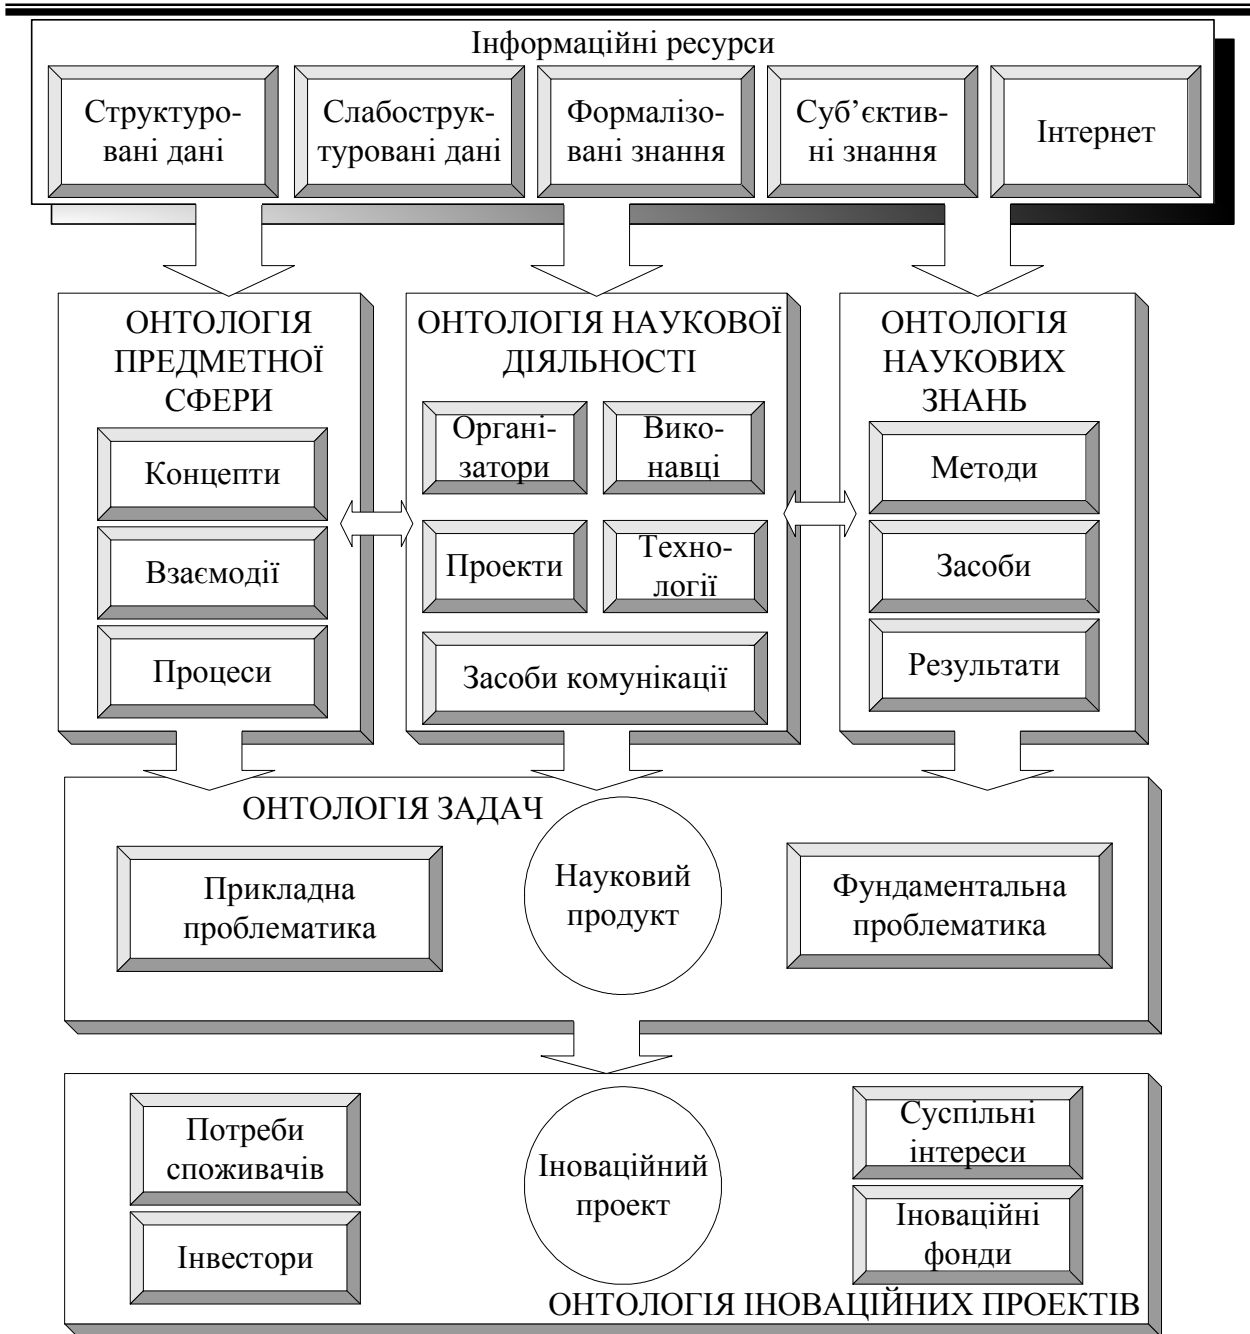 Інформаційні ресурси
Структуро-
вані дані
Слабострук-
туровані дані
Формалізо-
вані знання
Суб’єктив-
ні знання
Інтернет
ОНТОЛОГІЯ
ПРЕДМЕТНОЇ
СФЕРИ
Концепти
Взаємодії
Процеси
ОНТОЛОГІЯ НАУКОВОЇ
ДІЯЛЬНОСТІ
Органі-
затори
Вико-
навці
Проекти
Техно-
логії
Засоби комунікації
ОНТОЛОГІЯ
НАУКОВИХ
ЗНАНЬ
Методи
Засоби
Результати
ОНТОЛОГІЯ ЗАДАЧ
Прикладна
проблематика
Науковий
продукт
Фундаментальна
проблематика
Потреби
споживачів
Інвестори
Іноваційний
проект
Суспільні
інтереси
Іноваційні
фонди
ОНТОЛОГІЯ ІНОВАЦІЙНИХ ПРОЕКТІВ